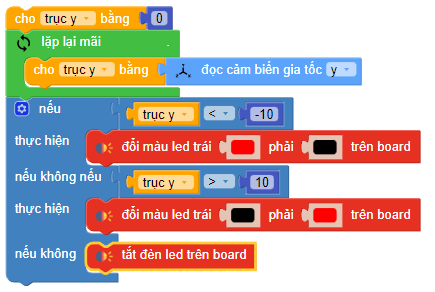 cho trục y bằng 0
lặp lại mãi
cho trục y bằng đọc cảm biến gia tốc y
nếu trục y < -10
thực hiện đổi màu led trái phải trên board
nếu không nếu trục y > 10
thực hiện đổi màu led trái phải trên board
nếu không tắt đèn led trên board